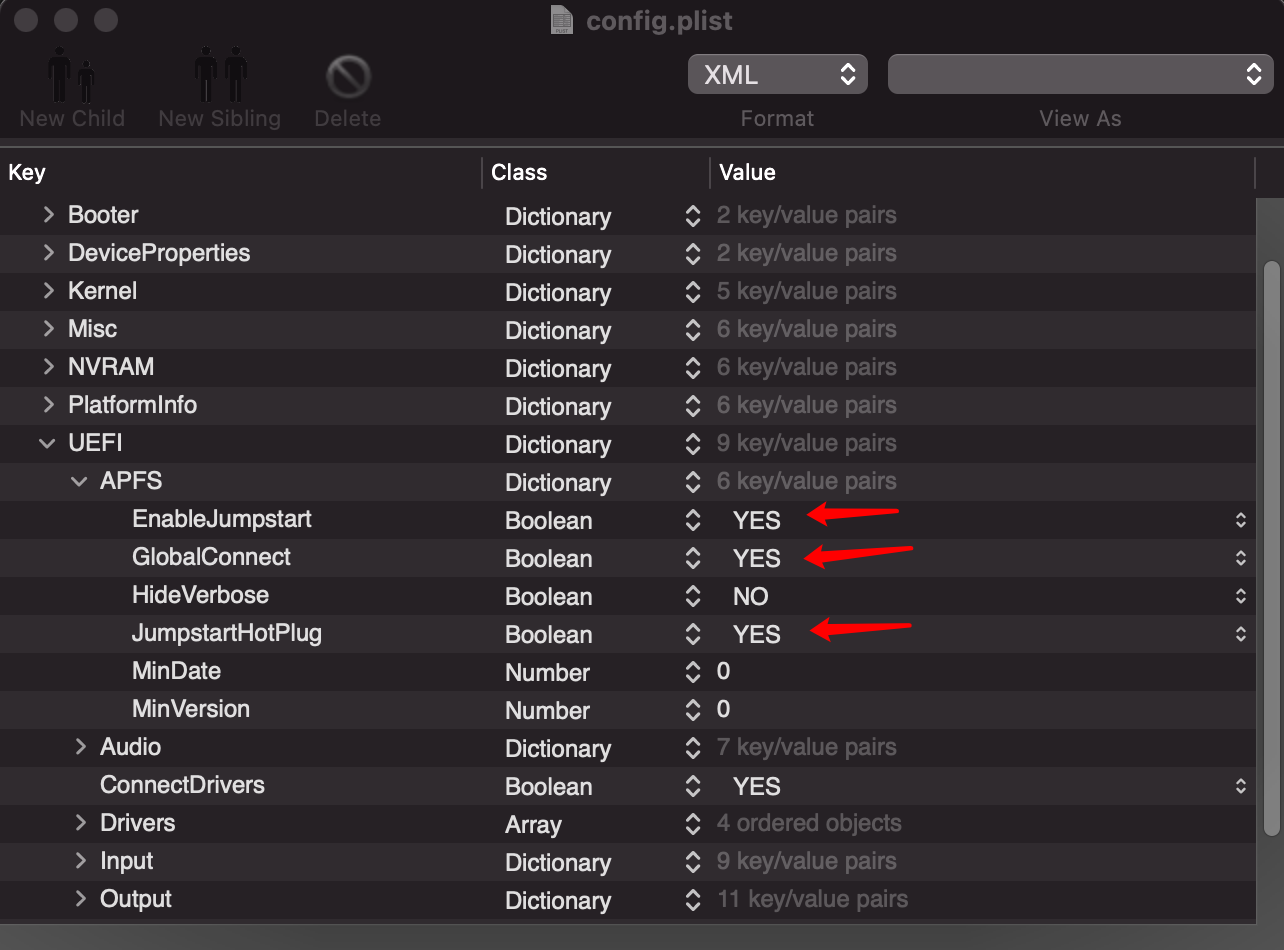 config.plist
New Child New Sibling Delete
XML
Format View As
Key Class Value
Booter Dictionary 2 key/value pairs
DeviceProperties Dictionary 2 key/value pairs
Kernel Dictionary 5 key/value pairs
Misc Dictionary 6 key/value pairs
NVRAM Dictionary 6 key/value pairs
PlatformInfo Dictionary 6 key/value pairs
UEFI Dictionary 9 key/value pairs
APFS Dictionary 6 key/value pairs
EnableJumpstart Boolean YES
GlobalConnect Boolean YES
HideVerbose Boolean NO
JumpstartHotPlug Boolean YES
MinDate Number 0
MinVersion Number 0
Audio Dictionary 7 key/value pairs
ConnectDrivers Boolean YES
Drivers Array 4 ordered objects
Input Dictionary 9 key/value pairs
Output Dictionary 11 key/value pairs